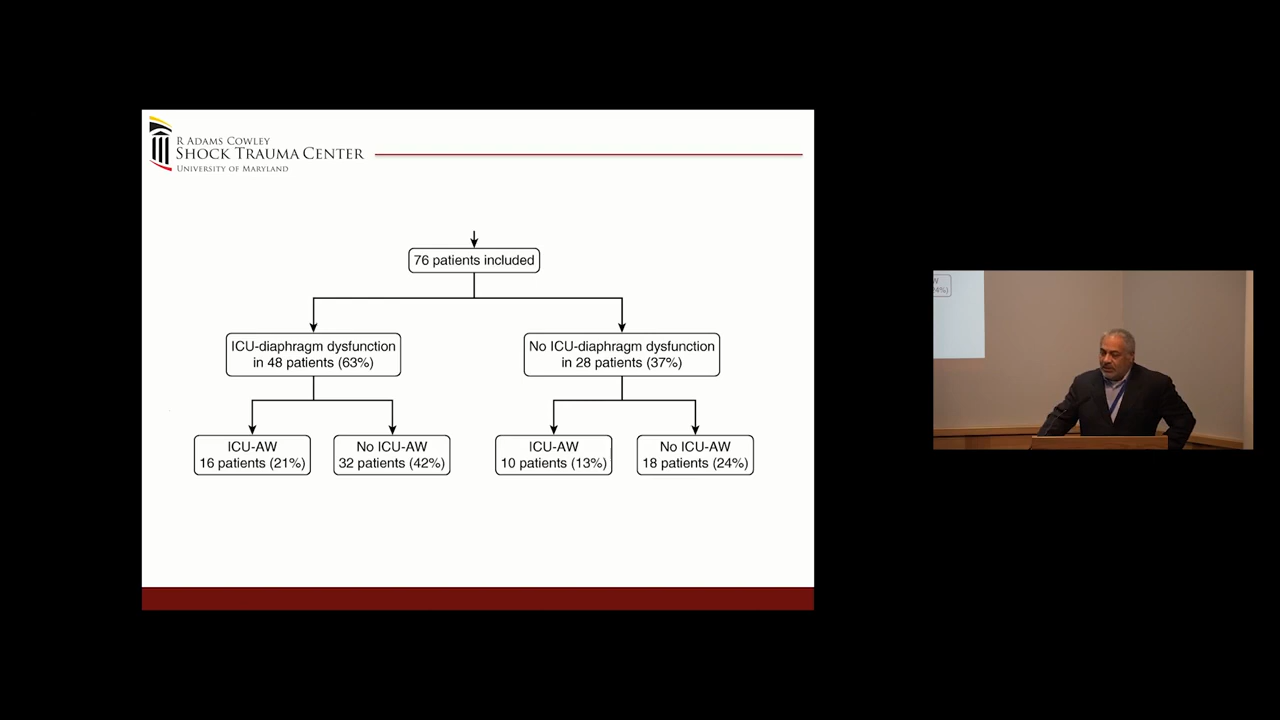 R ADAMS COWLEY
SHOCK TRAUMA CENTER
UNIVERSITY OF MARYLAND
76 patients included
ICU-diaphragm dysfunction
in 48 patients (63%)
No ICU-diaphragm dysfunction
in 28 patients (37%)
ICU-AW
16 patients (21%)
No ICU-AW
32 patients (42%)
ICU-AW
10 patients (13%)
No ICU-AW
18 patients (24%)